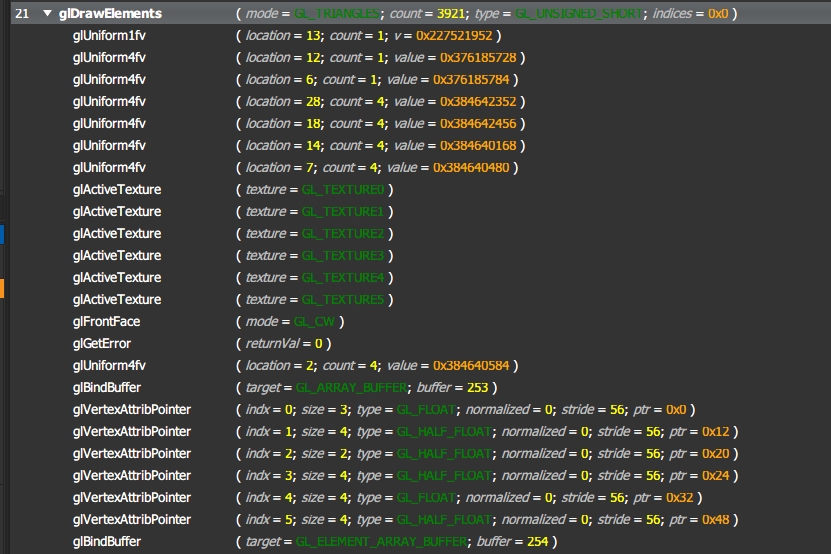 21 ▼ glDrawElements ( mode = GL_TRIANGLES; count = 3921; type = GL_UNSIGNED_SHORT; indices = 0x0 )
glUniform1fv ( location = 13; count = 1; v = 0x227521952 )
glUniform4fv ( location = 12; count = 1; value = 0x376185728 )
glUniform4fv ( location = 6; count = 1; value = 0x376185784 )
glUniform4fv ( location = 28; count = 4; value = 0x384642352 )
glUniform4fv ( location = 18; count = 4; value = 0x384642456 )
glUniform4fv ( location = 14; count = 4; value = 0x384640168 )
glUniform4fv ( location = 7; count = 4; value = 0x384640480 )
glActiveTexture ( texture = GL_TEXTURE0 )
glActiveTexture ( texture = GL_TEXTURE1 )
glActiveTexture ( texture = GL_TEXTURE2 )
glActiveTexture ( texture = GL_TEXTURE3 )
glActiveTexture ( texture = GL_TEXTURE4 )
glActiveTexture ( texture = GL_TEXTURE5 )
glFrontFace ( mode = GL_CW )
glGetError ( returnVal = 0 )
glUniform4fv ( location = 2; count = 4; value = 0x384640584 )
glBindBuffer ( target = GL_ARRAY_BUFFER; buffer = 253 )
glVertexAttribPointer ( indx = 0; size = 3; type = GL_FLOAT; normalized = 0; stride = 56; ptr = 0x0 )
glVertexAttribPointer ( indx = 1; size = 4; type = GL_HALF_FLOAT; normalized = 0; stride = 56; ptr = 0x12 )
glVertexAttribPointer ( indx = 2; size = 2; type = GL_HALF_FLOAT; normalized = 0; stride = 56; ptr = 0x20 )
glVertexAttribPointer ( indx = 3; size = 4; type = GL_HALF_FLOAT; normalized = 0; stride = 56; ptr = 0x24 )
glVertexAttribPointer ( indx = 4; size = 4; type = GL_FLOAT; normalized = 0; stride = 56; ptr = 0x32 )
glVertexAttribPointer ( indx = 5; size = 4; type = GL_HALF_FLOAT; normalized = 0; stride = 56; ptr = 0x48 )
glBindBuffer ( target = GL_ELEMENT_ARRAY_BUFFER; buffer = 254 )